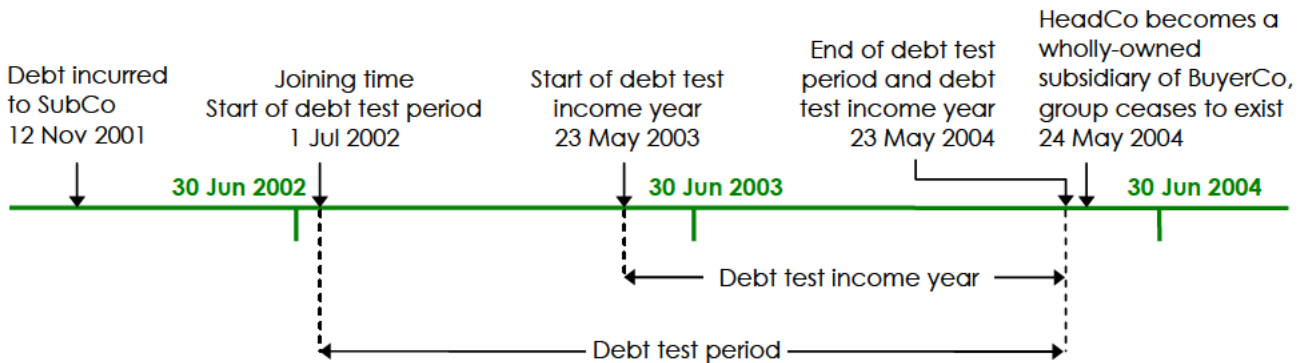 Debt incurred
to SubCo
12 Nov 2001
Joining time
Start of debt test period
1 Jul 2002
Start of debt test
income year
23 May 2003
End of debt test
period and debt
test income year
23 May 2004
HeadCo becomes a
wholly-owned
subsidiary of BuyerCo,
group ceases to exist
24 May 2004
30 Jun 2002
30 Jun 2003
30 Jun 2004
Debt test income year
Debt test period